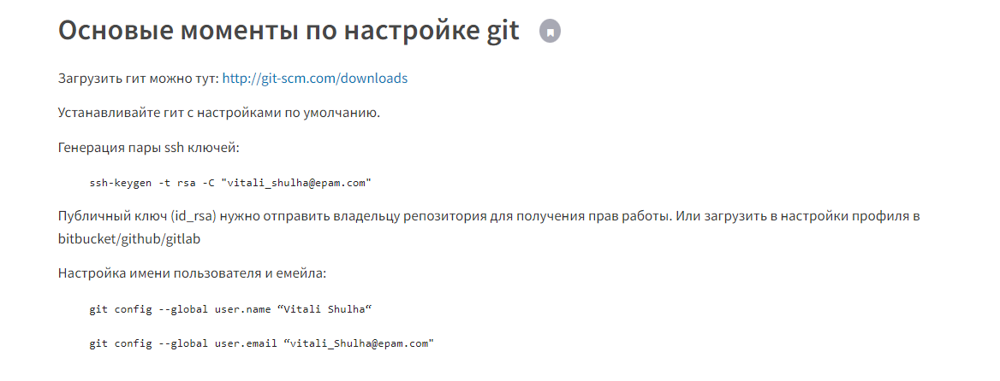 Основые моменты по настройке git
Загрузить гит можно тут: http://git-scm.com/downloads
Устанавливайте гит с настройками по умолчанию.
Генерация пары ssh ключей:
ssh-keygen -t rsa -C "vitali_shulha@epam.com"
Публичный ключ (id_rsa) нужно отправить владельцу репозитория для получения прав работы. Или загрузить в настройки профиля в
bitbucket/github/gitlab
Настройка имени пользователя и емейла:
git config --global user.name “Vitali Shulha“
git config --global user.email “vitali_Shulha@epam.com"